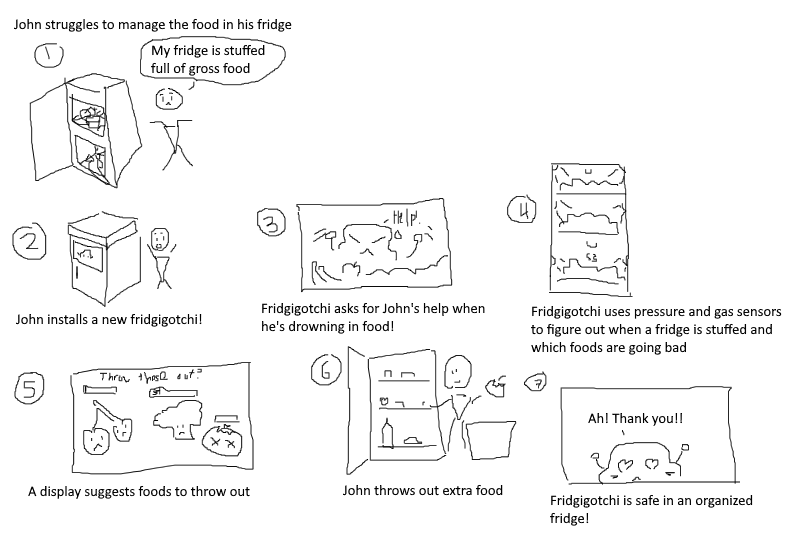 John struggles to manage the food in his fridge
1
My fridge is stuffed
full of gross food
2
John installs a new fridgigotchi!
3
Help!
Fridgigotchi asks for John's help when
he's drowning in food!
4
Fridgigotchi uses pressure and gas sensors
to figure out when a fridge is stuffed and
which foods are going bad
5
Throw these out?
A display suggests foods to throw out
6
John throws out extra food
7
Ah! Thank you!!
Fridgigotchi is safe in an organized
fridge!